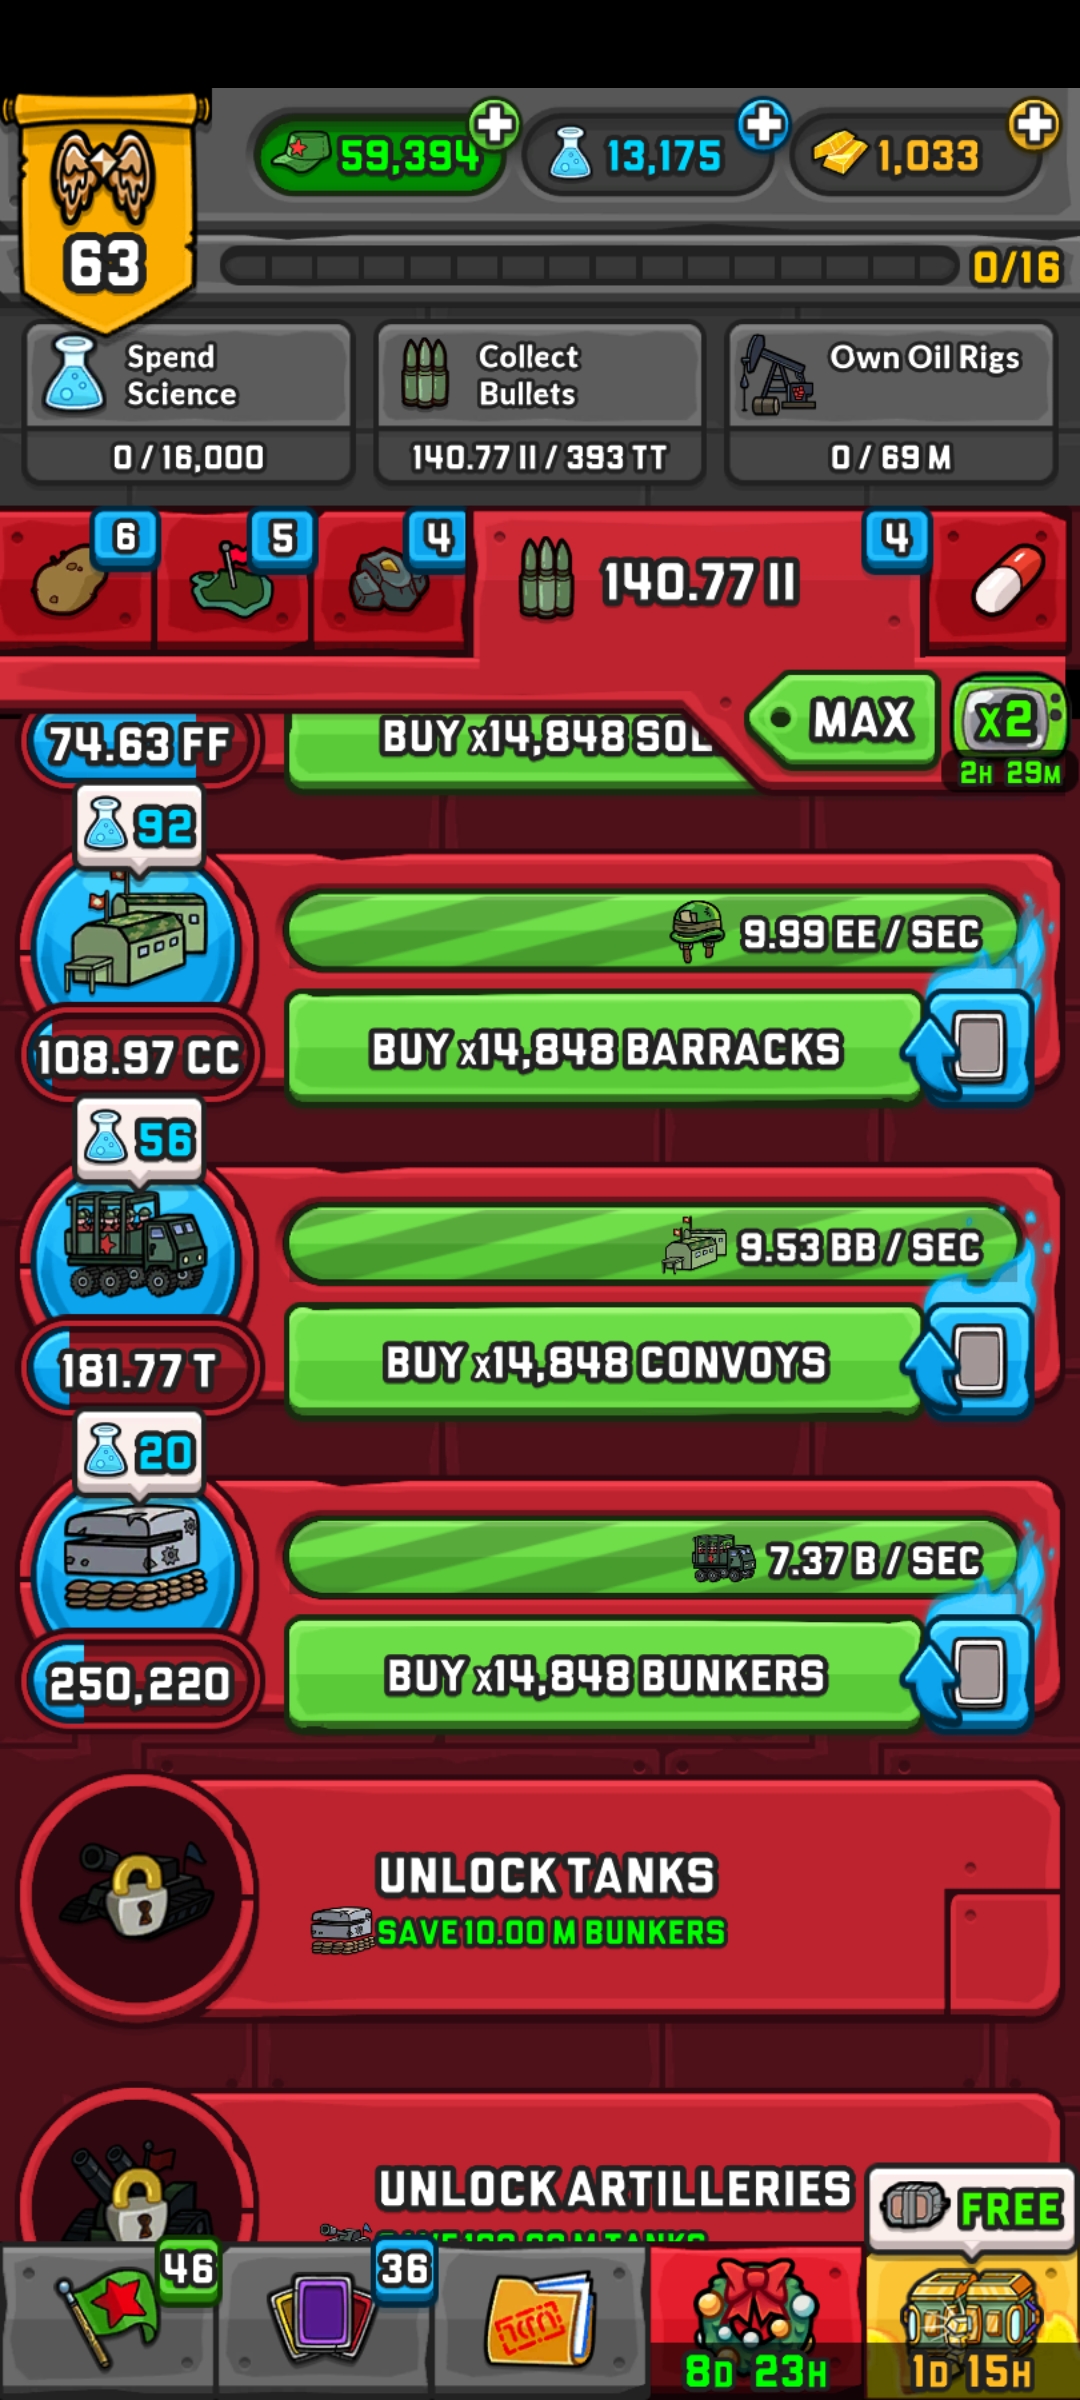 59,394
13,175
1,033
63
0/16
Spend
Science
Collect
Bullets
Own Oil Rigs
0 / 16,000
140.77 II / 393 TT
0 / 69 M
6
5
4
140.77 II
4
MAX
x2
2H 29M
74.63 FF
BUY x14,848 SOL
92
9.99 EE / SEC
108.97 CC
BUY x14,848 BARRACKS
56
9.53 BB / SEC
181.77 T
BUY x14,848 CONVOYS
20
7.37 B / SEC
250,220
BUY x14,848 BUNKERS
UNLOCK TANKS
SAVE 10.00 M BUNKERS
UNLOCK ARTILLERIES
FREE
46
36
8D 23H
1D 15H